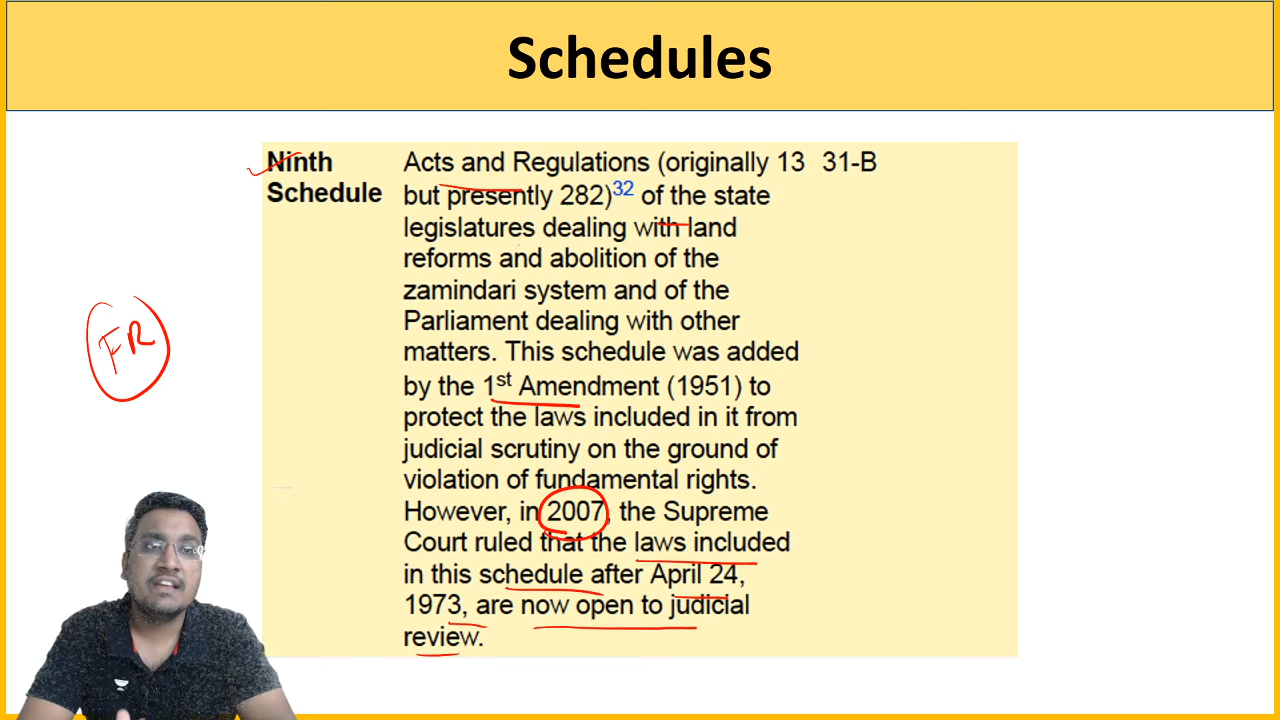 Schedules
Ninth Schedule
Acts and Regulations (originally 13 31-B
but presently 282)32 of the state
legislatures dealing with land
reforms and abolition of the
zamindari system and of the
Parliament dealing with other
matters. This schedule was added
by the 1st Amendment (1951) to
protect the laws included in it from
judicial scrutiny on the ground of
violation of fundamental rights.
However, in 2007, the Supreme
Court ruled that the laws included
in this schedule after April 24,
1973, are now open to judicial
review.
FR